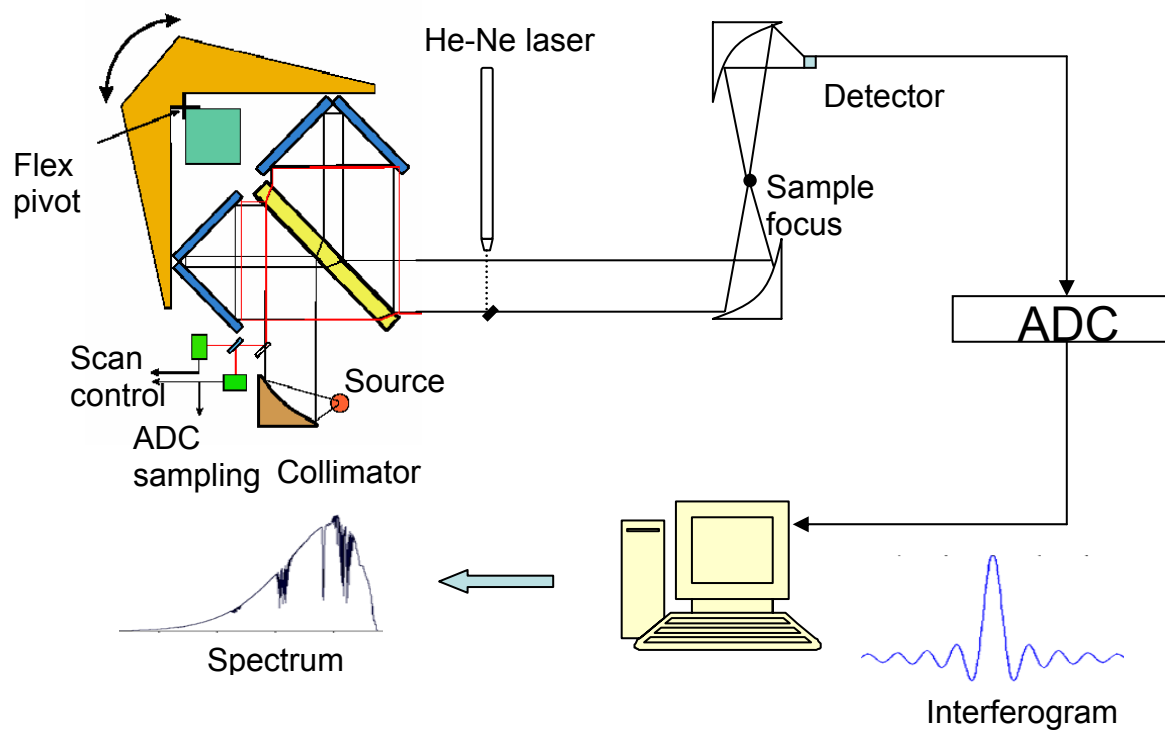 He-Ne laser
Detector
Flex
pivot
Sample
focus
ADC
Scan
control
Source
ADC
sampling
Collimator
Spectrum
Interferogram